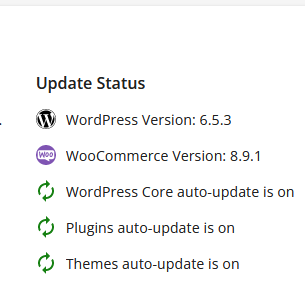 Update Status
WordPress Version: 6.5.3
WooCommerce Version: 8.9.1
WordPress Core auto-update is on
Plugins auto-update is on
Themes auto-update is on